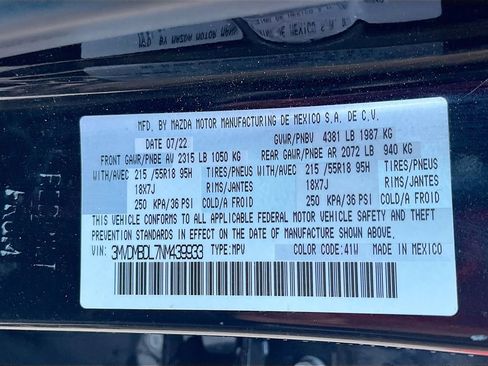 MFD. BY MAZDA MOTOR MANUFACTURING DE MEXICO S.A. DE C.V.
DATE 07/22 GVWR/PNBV 4381 LB 1987 KG
FRONT GAWR/PNBE AV 2315 LB 1050 KG REAR GAWR/PNBE AR 2072 LB 940 KG
WITH/AVEC 215 /55R18 95H TIRES/PNEUS WITH/AVEC 215 /55R18 95H TIRES/PNEUS
18X7J RIMS/JANTES 18X7J RIMS/JANTES
250 KPA/36 PSI COLD/A FROID 250 KPA/36 PSI COLD/A FROID
THIS VEHICLE CONFORMS TO ALL APPLICABLE FEDERAL MOTOR VEHICLE SAFETY AND THEFT
PREVENTION STANDARDS IN EFFECT ON THE DATE OF MANUFACTURE SHOWN ABOVE.
VIN: 3MVDMBDL7NM439933 TYPE: MPV COLOR CODE: 41W MADE IN MEXICO